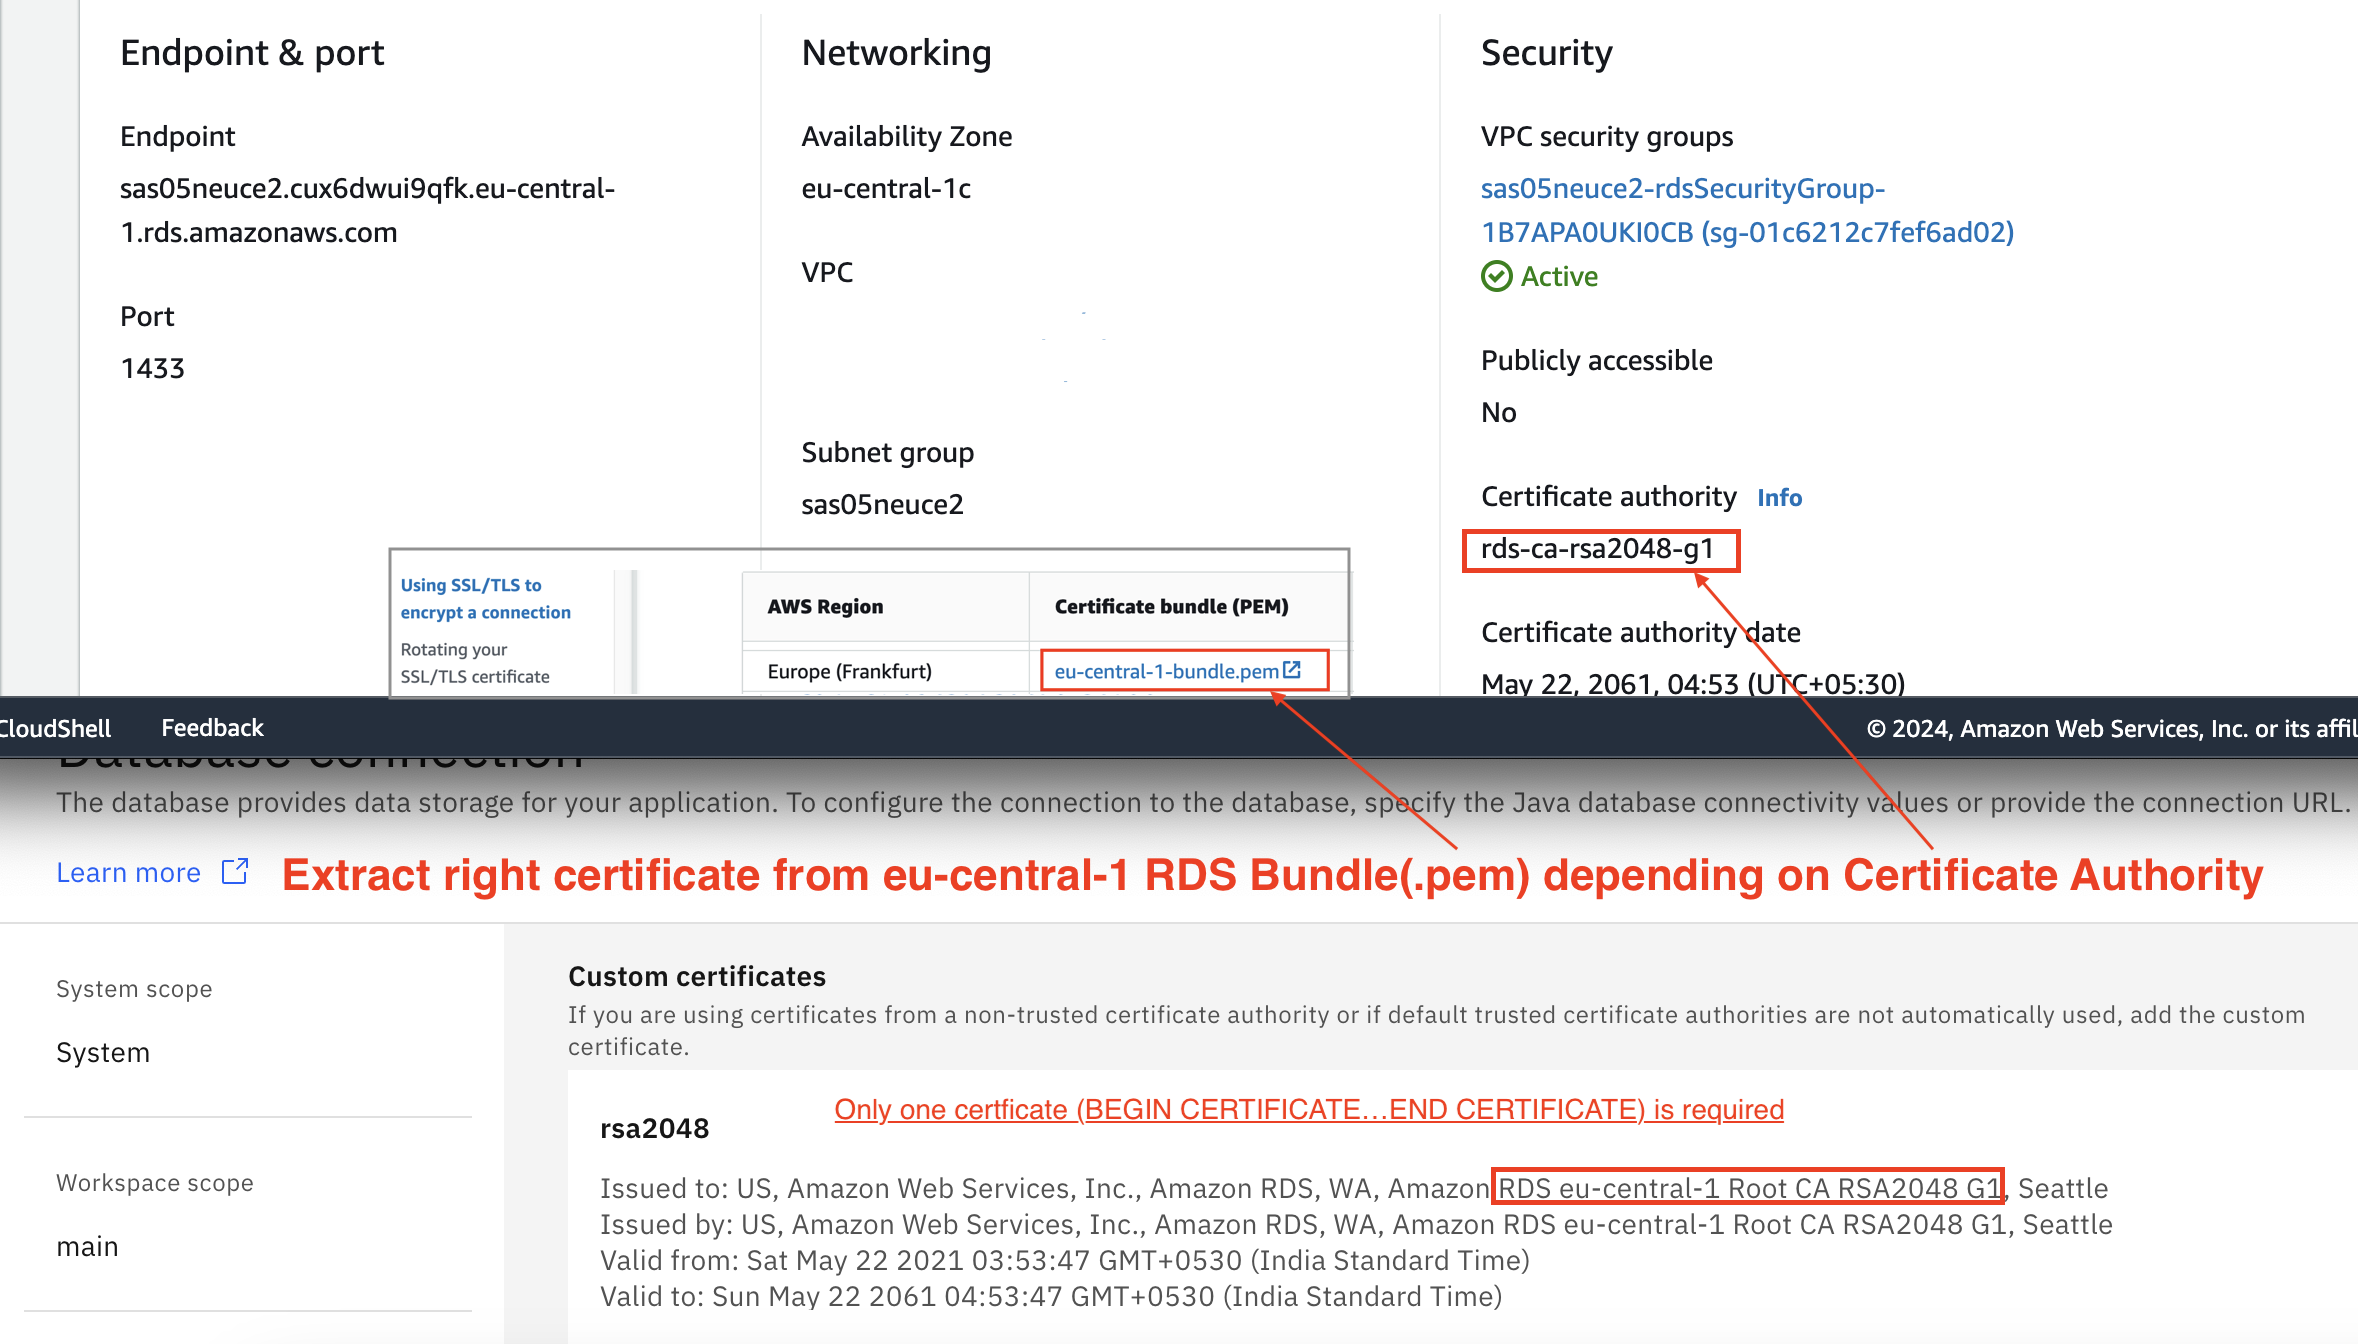 Endpoint & port
Endpoint
sas05neuce2.cux6dwui9qfk.eu-central-
1.rds.amazonaws.com
Port
1433
Networking
Availability Zone
eu-central-1c
VPC
Subnet group
sas05neuce2
Security
VPC security groups
sas05neuce2-rdsSecurityGroup-
1B7APA0UKI0CB (sg-01c6212c7fef6ad02)
Active
Publicly accessible
No
Certificate authority Info
rds-ca-rsa2048-g1
Certificate authority date
May 22, 2061, 04:53 (UTC+05:30)
Using SSL/TLS to
encrypt a connection
Rotating your
SSL/TLS certificate
AWS Region Certificate bundle (PEM)
Europe (Frankfurt) eu-central-1-bundle.pem
CloudShell Feedback © 2024, Amazon Web Services, Inc. or its affil
Database connection
The database provides data storage for your application. To configure the connection to the database, specify the Java database connectivity values or provide the connection URL.
Learn more
Extract right certificate from eu-central-1 RDS Bundle(.pem) depending on Certificate Authority
System scope
System
Workspace scope
main
Custom certificates
If you are using certificates from a non-trusted certificate authority or if default trusted certificate authorities are not automatically used, add the custom
certificate.
Only one certficate (BEGIN CERTIFICATE...END CERTIFICATE) is required
rsa2048
Issued to: US, Amazon Web Services, Inc., Amazon RDS, WA, Amazon RDS eu-central-1 Root CA RSA2048 G1, Seattle
Issued by: US, Amazon Web Services, Inc., Amazon RDS, WA, Amazon RDS eu-central-1 Root CA RSA2048 G1, Seattle
Valid from: Sat May 22 2021 03:53:47 GMT+0530 (India Standard Time)
Valid to: Sun May 22 2061 04:53:47 GMT+0530 (India Standard Time)